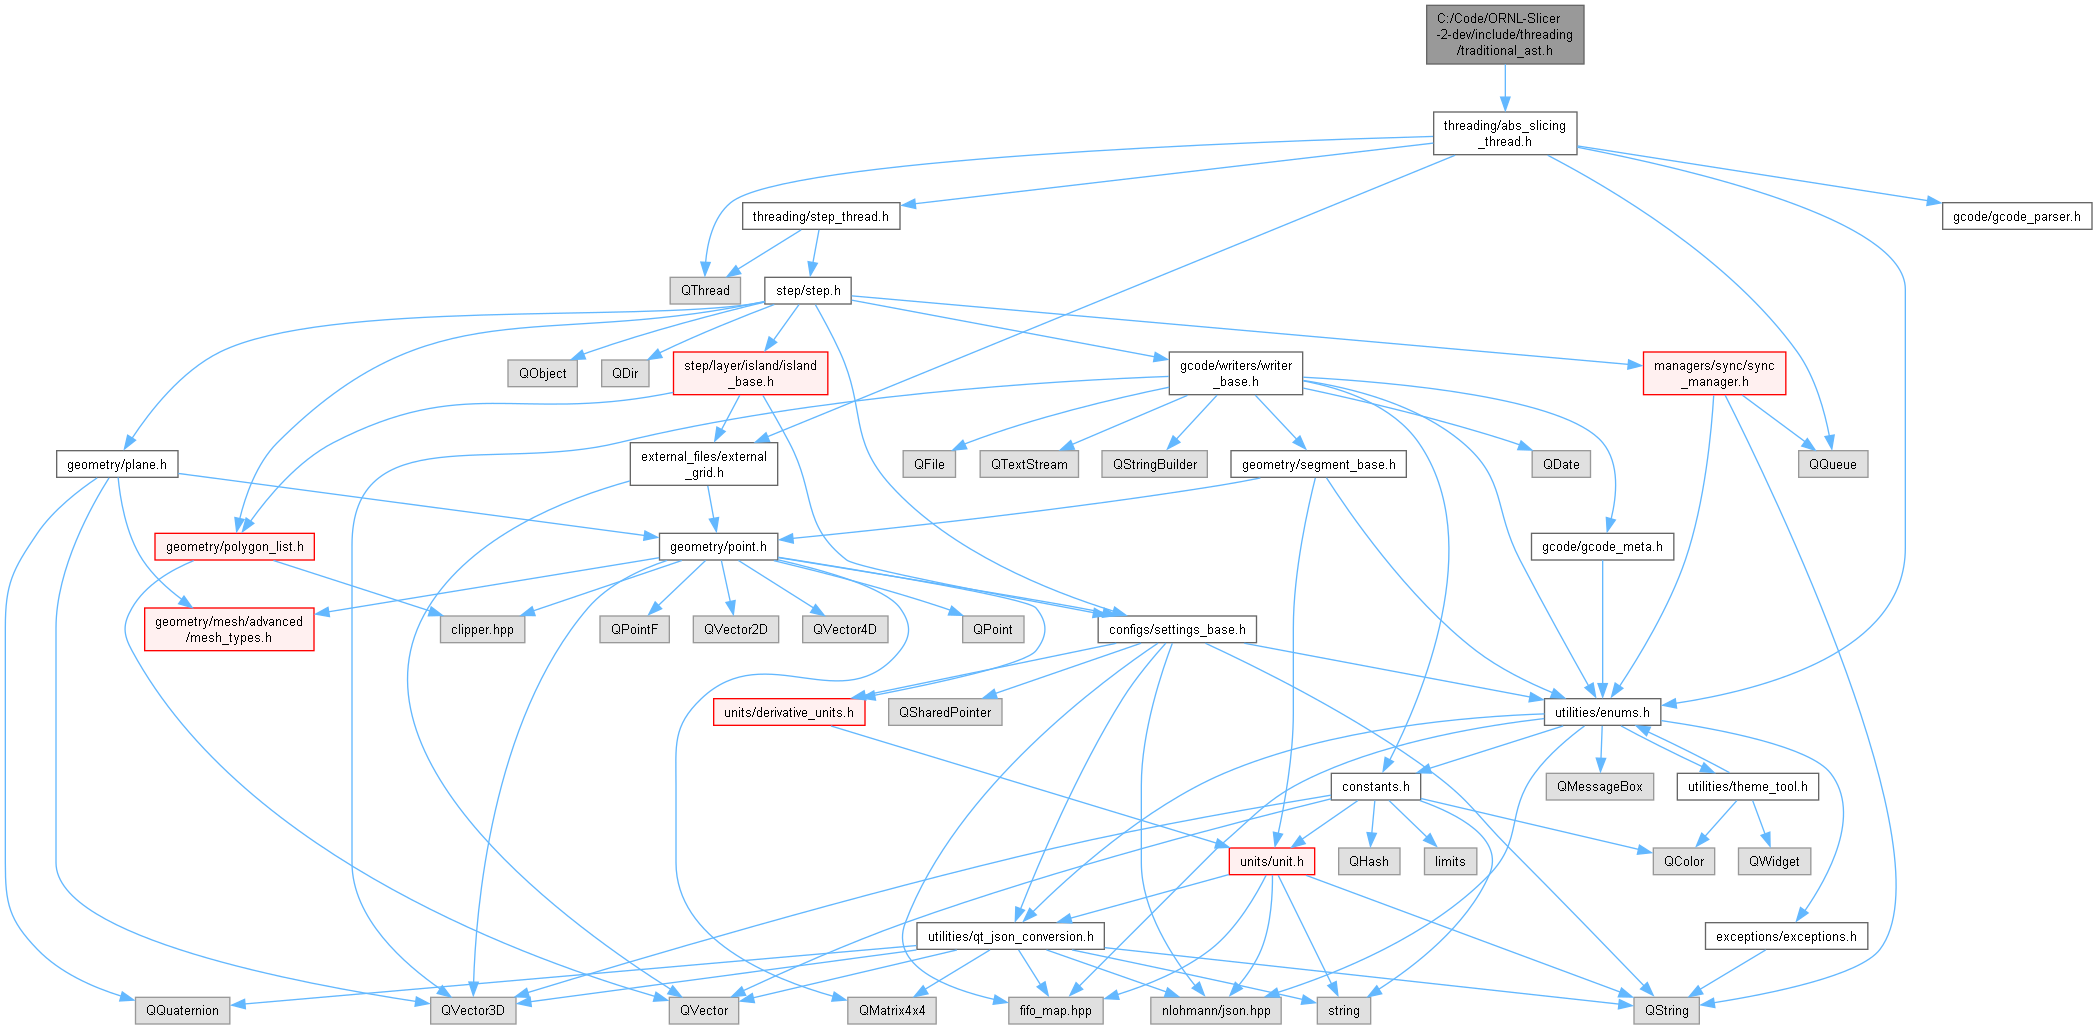 C:/Code/ORNL-Slicer
-2-dev/include/threading
/traditional_ast.h
threading/abs_slicing
_thread.h
threading/step_thread.h
gcode/gcode_parser.h
QThread
step/step.h
QObject
QDir
step/layer/island/island
_base.h
gcode/writers/writer
_base.h
managers/sync/sync
_manager.h
geometry/plane.h
external_files/external
_grid.h
QFile
QTextStream
QStringBuilder
geometry/segment_base.h
QDate
QQueue
geometry/polygon_list.h
geometry/point.h
gcode/gcode_meta.h
geometry/mesh/advanced
/mesh_types.h
clipper.hpp
QPointF
QVector2D
QVector4D
QPoint
configs/settings_base.h
units/derivative_units.h
QSharedPointer
utilities/enums.h
constants.h
QMessageBox
utilities/theme_tool.h
units/unit.h
QHash
limits
QColor
QWidget
utilities/qt_json_conversion.h
exceptions/exceptions.h
QQuaternion
QVector3D
QVector
QMatrix4x4
fifo_map.hpp
nlohmann/json.hpp
string
QString